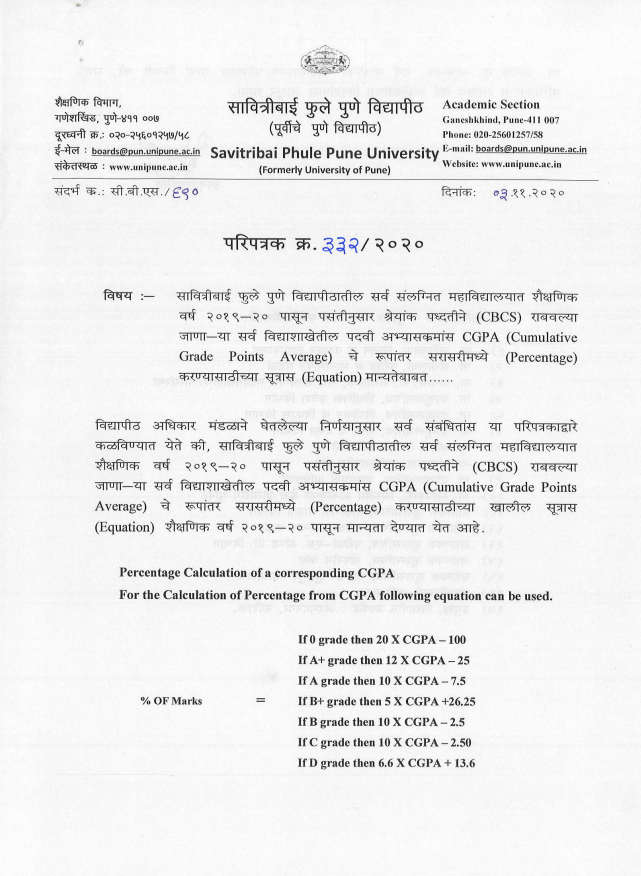 शैक्षणिक विभाग,
गणेशखिंड, पुणे-४११ ००७
दूरध्वनी क्र.: ०२०-२५६०१२५७/५८
ई-मेल : boards@pun.unipune.ac.in
संकेतस्थळ : www.unipune.ac.in
सावित्रीबाई फुले पुणे विद्यापीठ
(पूर्वीचे पुणे विद्यापीठ)
Savitribai Phule Pune University
(Formerly University of Pune)
Academic Section
Ganeshkhind, Pune-411 007
Phone: 020-25601257/58
E-mail: boards@pun.unipune.ac.in
Website: www.unipune.ac.in
संदर्भ क.: सी.बी.एस./६९०
दिनांक: ०३.११.२०२०
परिपत्रक क्र. ३३२/२०२०
विषय :— सावित्रीबाई फुले पुणे विद्यापीठातील सर्व संलग्नित महाविद्यालयात शैक्षणिक
वर्ष २०१९—२० पासून पसंतीनुसार श्रेयांक पध्दतीने (CBCS) राबवल्या
जाणा—या सर्व विद्याशाखेतील पदवी अभ्यासकमांस CGPA (Cumulative
Grade Points Average) चे रूपांतर सरासरीमध्ये (Percentage)
करण्यासाठीच्या सूत्रास (Equation) मान्यतेबाबत......
विद्यापीठ अधिकार मंडळाने घेतलेल्या निर्णयानुसार सर्व संबंधितांस या परिपत्रकाद्वारे
कळविण्यात येते की, सावित्रीबाई फुले पुणे विद्यापीठातील सर्व संलग्नित महाविद्यालयात
शैक्षणिक वर्ष २०१९—२० पासून पसंतीनुसार श्रेयांक पध्दतीने (CBCS) राबवल्या
जाणा—या सर्व विद्याशाखेतील पदवी अभ्यासकमांस CGPA (Cumulative Grade Points
Average) चे रूपांतर सरासरीमध्ये (Percentage) करण्यासाठीच्या खालील सूत्रास
(Equation) शैक्षणिक वर्ष २०१९—२० पासून मान्यता देण्यात येत आहे.
Percentage Calculation of a corresponding CGPA
For the Calculation of Percentage from CGPA following equation can be used.
If 0 grade then 20 X CGPA – 100
If A+ grade then 12 X CGPA – 25
If A grade then 10 X CGPA – 7.5
% OF Marks = If B+ grade then 5 X CGPA +26.25
If B grade then 10 X CGPA – 2.5
If C grade then 10 X CGPA – 2.50
If D grade then 6.6 X CGPA + 13.6